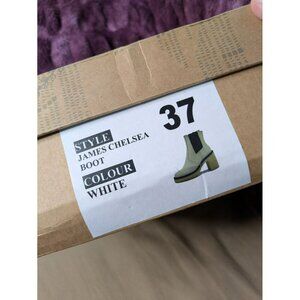 STYLE
JAMES CHELSEA
BOOT
COLOUR
WHITE
37